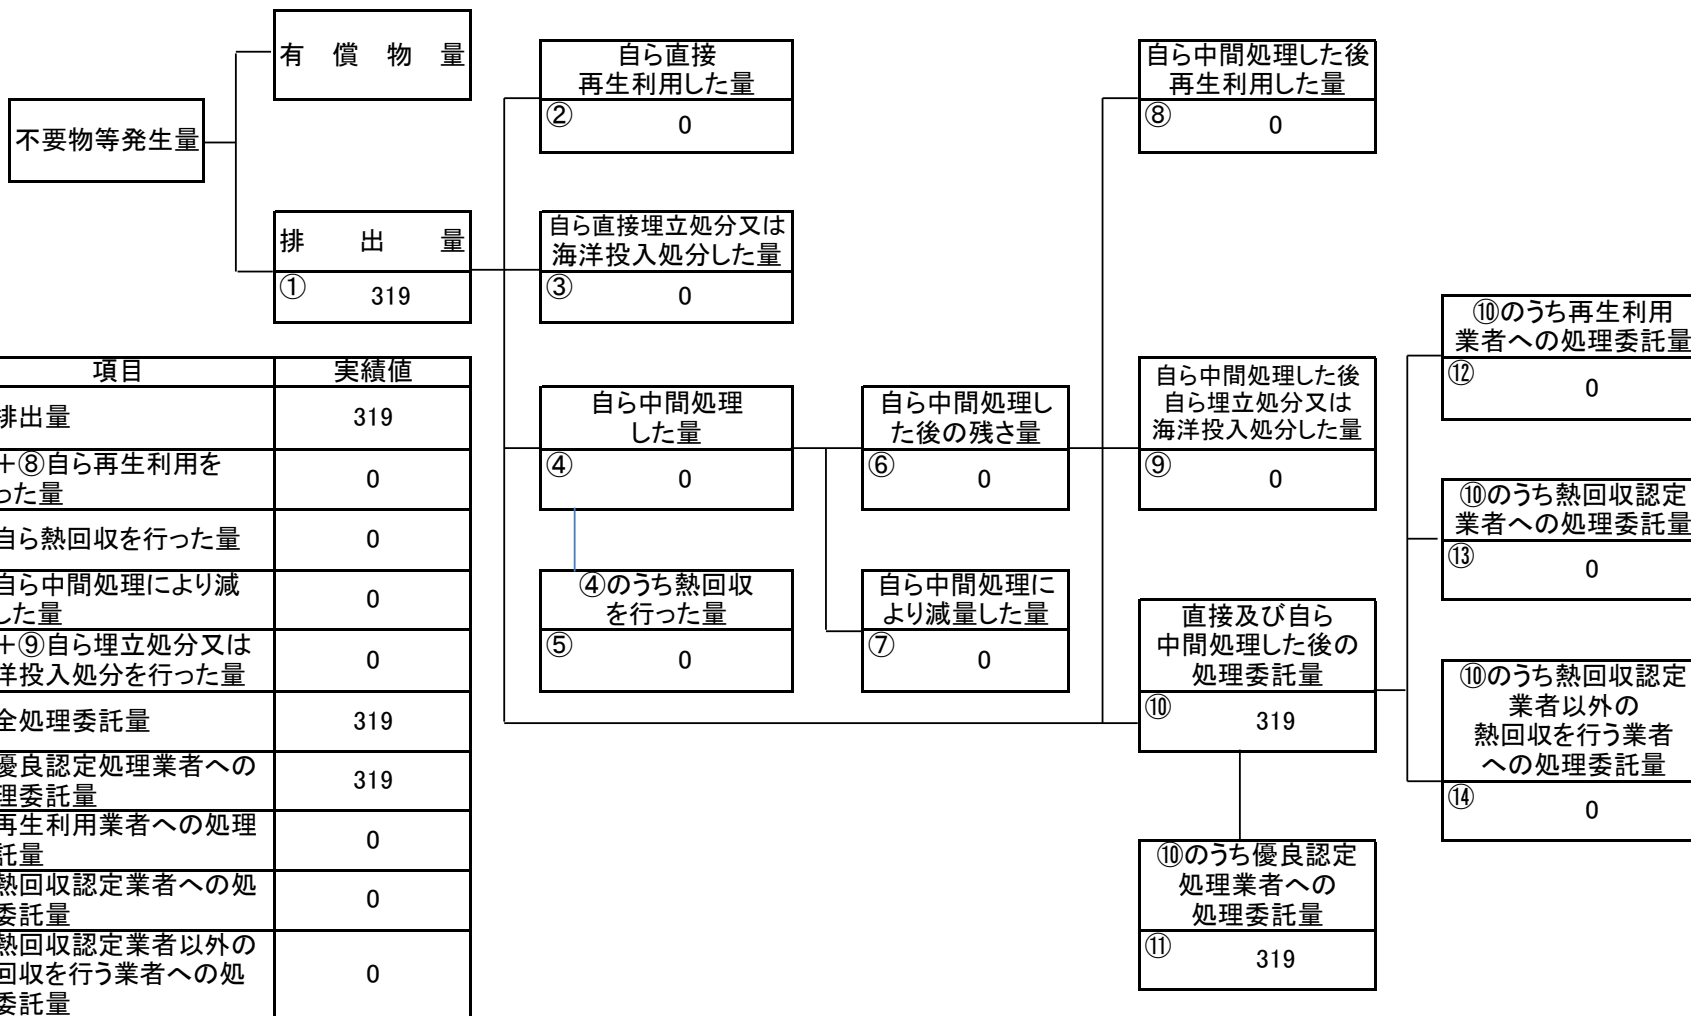 不要物等発生量
有償物量
排出量
① 319
自ら直接
再生利用した量
② 0
自ら直接埋立処分又は
海洋投入処分した量
③ 0
自ら中間処理
した量
④ 0
④のうち熱回収
を行った量
⑤ 0
自ら中間処理し
た後の残さ量
⑥ 0
自ら中間処理に
より減量した量
⑦ 0
自ら中間処理した後
再生利用した量
⑧ 0
自ら中間処理した後
自ら埋立処分又は
海洋投入処分した量
⑨ 0
直接及び自ら
中間処理した後の
処理委託量
⑩ 319
⑩のうち優良認定
処理業者への
処理委託量
⑪ 319
⑩のうち再生利用
業者への処理委託量
⑫ 0
⑩のうち熱回収認定
業者への処理委託量
⑬ 0
⑩のうち熱回収認定
業者以外の
熱回収を行う業者
への処理委託量
⑭ 0
項目 実績値
排出量 319
+⑧自ら再生利用を
った量 0
自ら熱回収を行った量 0
自ら中間処理により減
した量 0
+⑨自ら埋立処分又は
洋投入処分を行った量 0
全処理委託量 319
優良認定処理業者への
理委託量 319
再生利用業者への処理
託量 0
熱回収認定業者への処
委託量 0
熱回収認定業者以外の
回収を行う業者への処
委託量 0